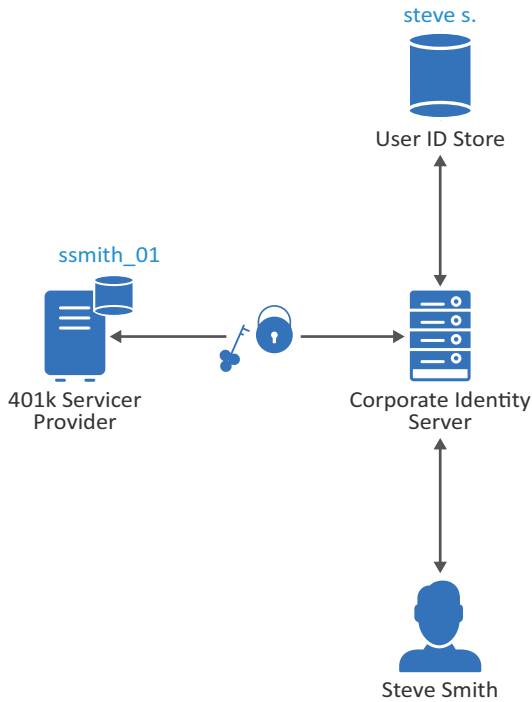 steve s.
User ID Store
ssmith_01
401k Servicer
Provider
Corporate Identity
Server
Steve Smith